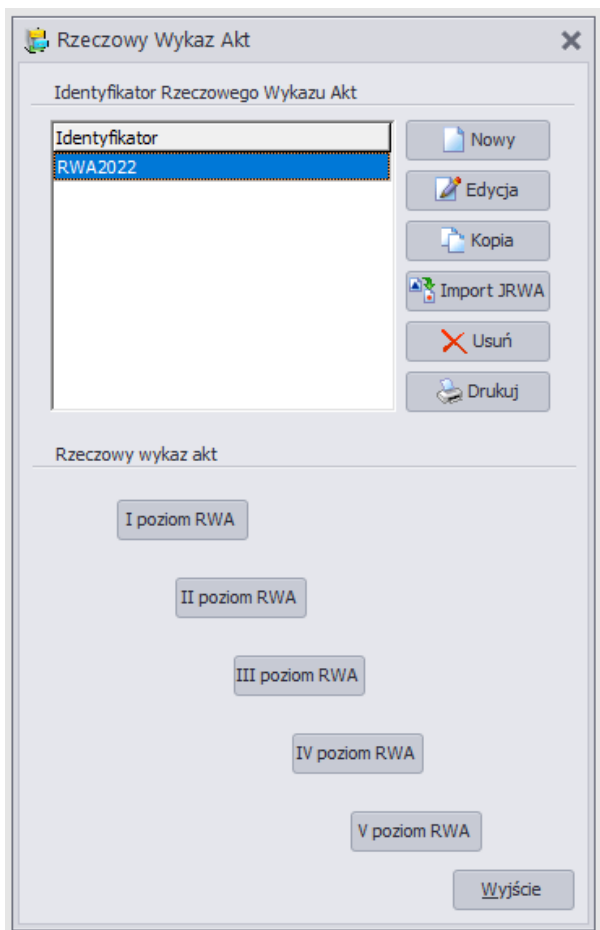 Rzeczowy Wykaz Akt
Identyfikator Rzeczowego Wykazu Akt
Identyfikator
RWA2022
Nowy
Edycja
Kopia
Import JRWA
Usuń
Drukuj
Rzeczowy wykaz akt
I poziom RWA
II poziom RWA
III poziom RWA
IV poziom RWA
V poziom RWA
Wyjście